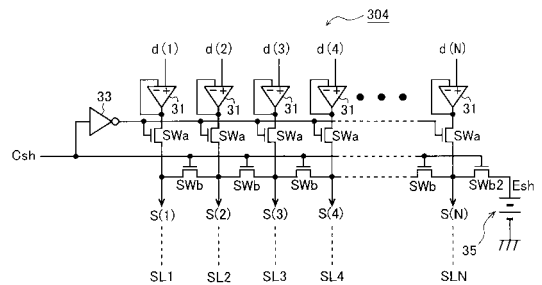 304
d(1) d(2) d(3) d(4) d(N)
33 31 31 31 31 31
SWa SWa SWa SWa SWa
Csh
SWb SWb SWb SWb SWb2 Esh
S(1) S(2) S(3) S(4) S(N) 35
SL1 SL2 SL3 SL4 SLN